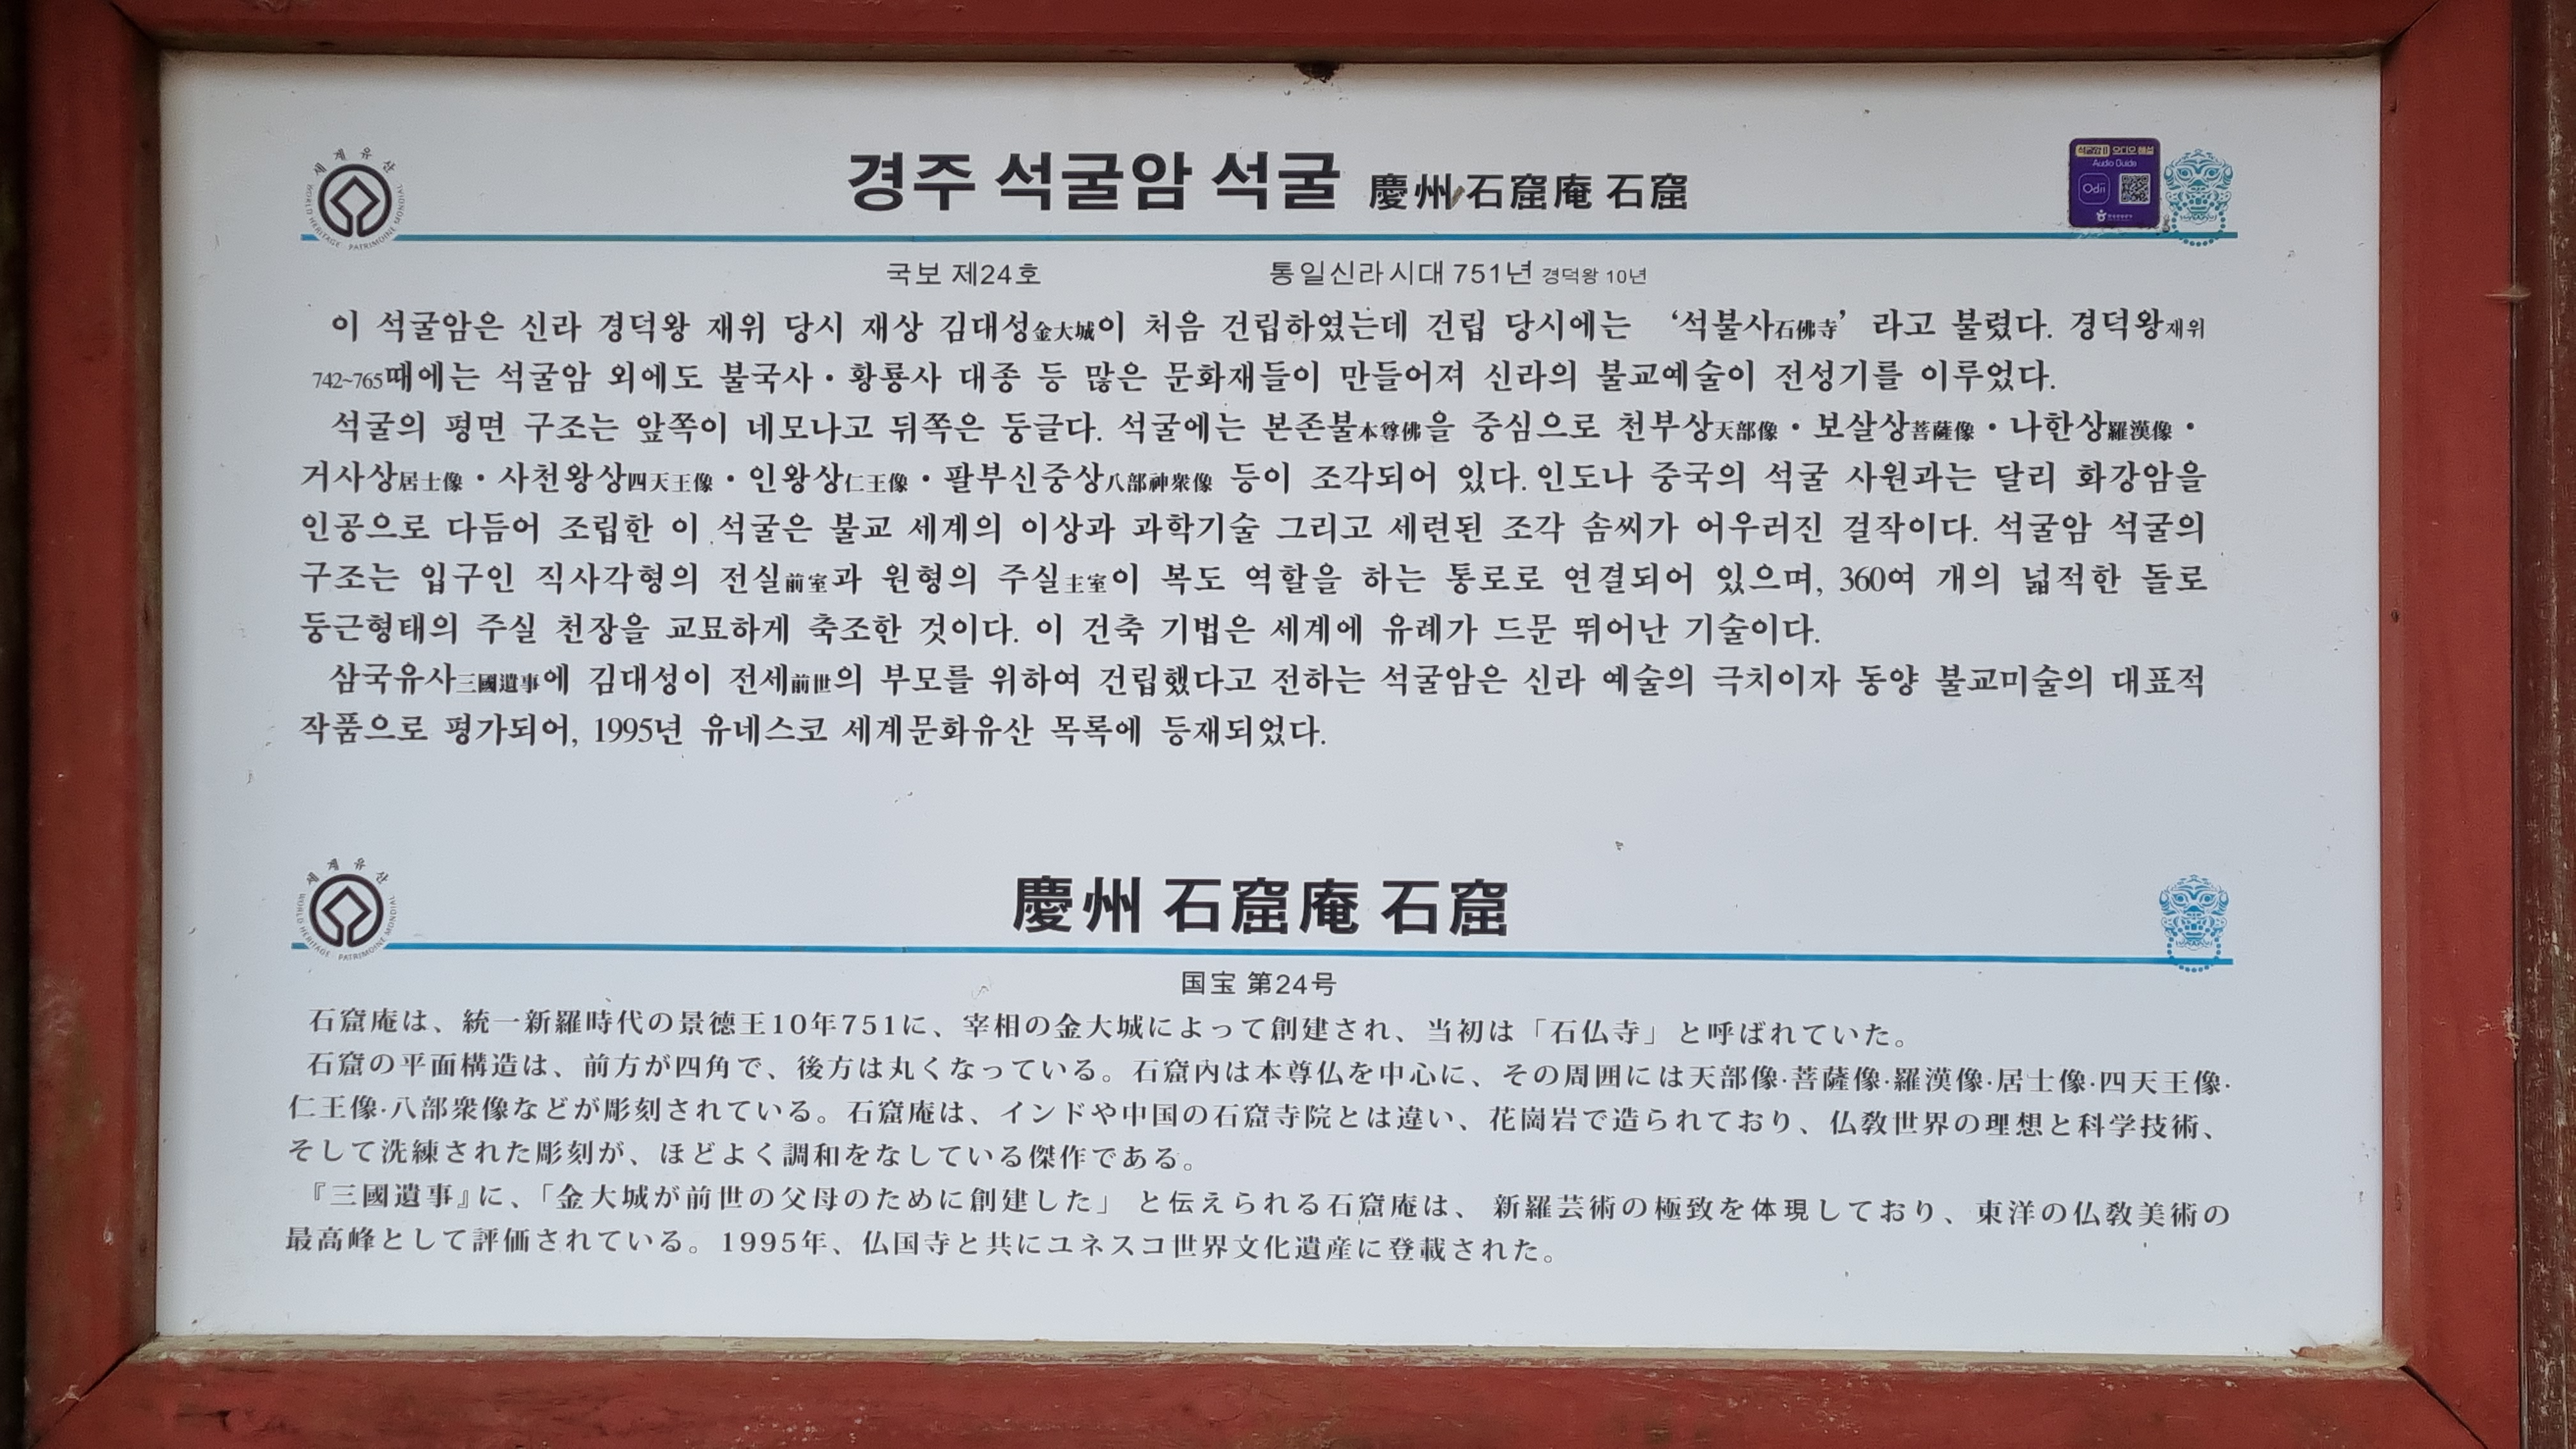 세계유산
WORLD HERITAGE PATRIMOINE MONDIAL
경주 석굴암 석굴 慶州 石窟庵 石窟
석굴암 오디오 해설
Audio Guide
Odii
국보 제24호 통일신라시대 751년 경덕왕 10년
이 석굴암은 신라 경덕왕 재위 당시 재상 김대성金大城이 처음 건립하였는데 건립 당시에는 ‘석불사石佛寺’ 라고 불렸다. 경덕왕재위
742~765때에는 석굴암 외에도 불국사·황룡사 대종 등 많은 문화재들이 만들어져 신라의 불교예술이 전성기를 이루었다.
석굴의 평면 구조는 앞쪽이 네모나고 뒤쪽은 둥글다. 석굴에는 본존불本尊佛을 중심으로 천부상天部像·보살상菩薩像·나한상羅漢像·
거사상居士像·사천왕상四天王像·인왕상仁王像·팔부신중상八部神衆像 등이 조각되어 있다. 인도나 중국의 석굴 사원과는 달리 화강암을
인공으로 다듬어 조립한 이 석굴은 불교 세계의 이상과 과학기술 그리고 세련된 조각 솜씨가 어우러진 걸작이다. 석굴암 석굴의
구조는 입구인 직사각형의 전실前室과 원형의 주실主室이 복도 역할을 하는 통로로 연결되어 있으며, 360여 개의 넓적한 돌로
둥근형태의 주실 천장을 교묘하게 축조한 것이다. 이 건축 기법은 세계에 유례가 드문 뛰어난 기술이다.
삼국유사三國遺事에 김대성이 전세前世의 부모를 위하여 건립했다고 전하는 석굴암은 신라 예술의 극치이자 동양 불교미술의 대표적
작품으로 평가되어, 1995년 유네스코 세계문화유산 목록에 등재되었다.
세계유산
WORLD HERITAGE PATRIMOINE MONDIAL
慶州 石窟庵 石窟
国宝 第24号
石窟庵は、統一新羅時代の景德王10年751に、宰相の金大城によって創建され、当初は「石仏寺」と呼ばれていた。
石窟の平面構造は、前方が四角で、後方は丸くなっている。石窟内は本尊仏を中心に、その周囲には天部像·菩薩像·羅漢像·居士像·四天王像·
仁王像·八部衆像などが彫刻されている。石窟庵は、インドや中国の石窟寺院とは違い、花崗岩で造られており、仏教世界の理想と科学技術、
そして洗練された彫刻が、ほどよく調和をなしている傑作である。
『三國遺事』に、「金大城が前世の父母のために創建した」 と伝えられる石窟庵は、 新羅芸術の極致を体現しており、東洋の仏教美術の
最高峰として評価されている。1995年、仏国寺と共にユネスコ世界文化遺産に登載された。